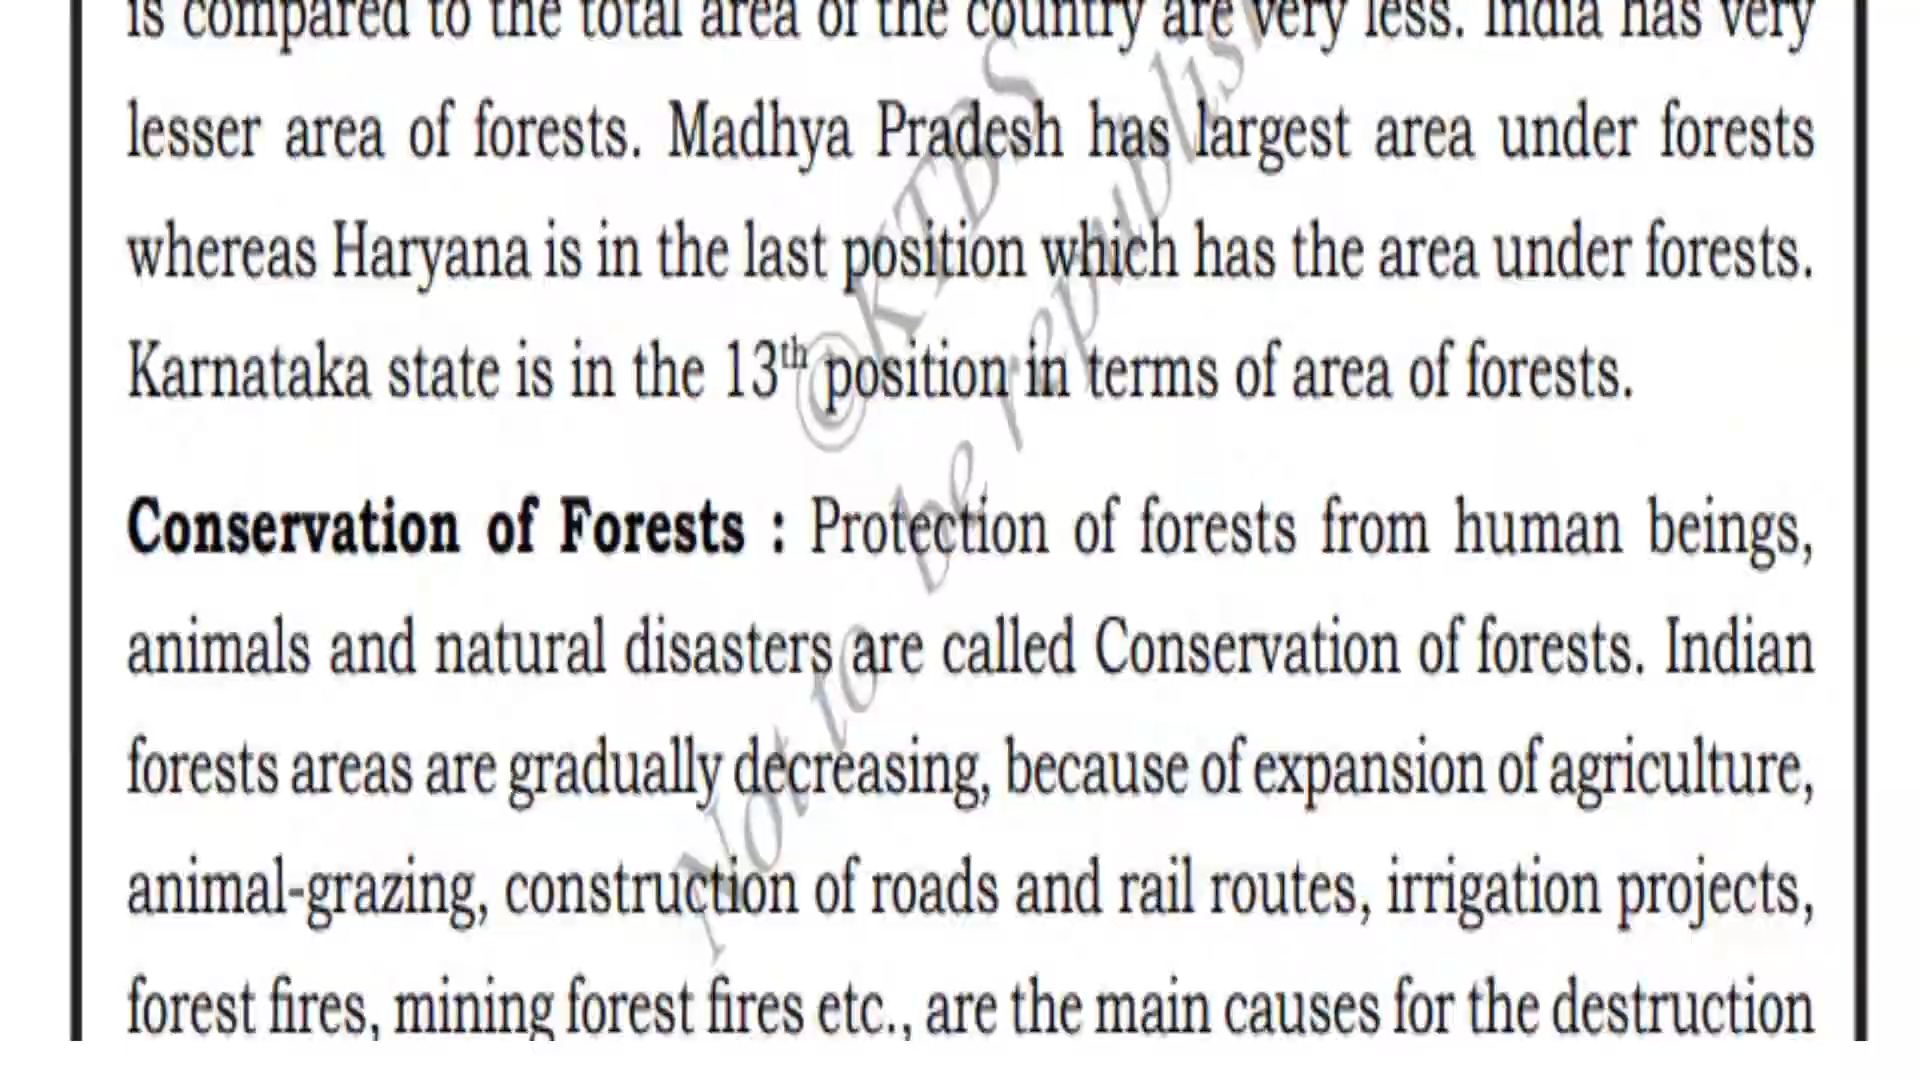 is compared to the total area of the country are very less. India has very
lesser area of forests. Madhya Pradesh has largest area under forests
whereas Haryana is in the last position which has the area under forests.
Karnataka state is in the 13th position in terms of area of forests.
Conservation of Forests : Protection of forests from human beings,
animals and natural disasters are called Conservation of forests. Indian
forests areas are gradually decreasing, because of expansion of agriculture,
animal-grazing, construction of roads and rail routes, irrigation projects,
forest fires, mining forest fires etc., are the main causes for the destruction
©KTBS
Not to be republish